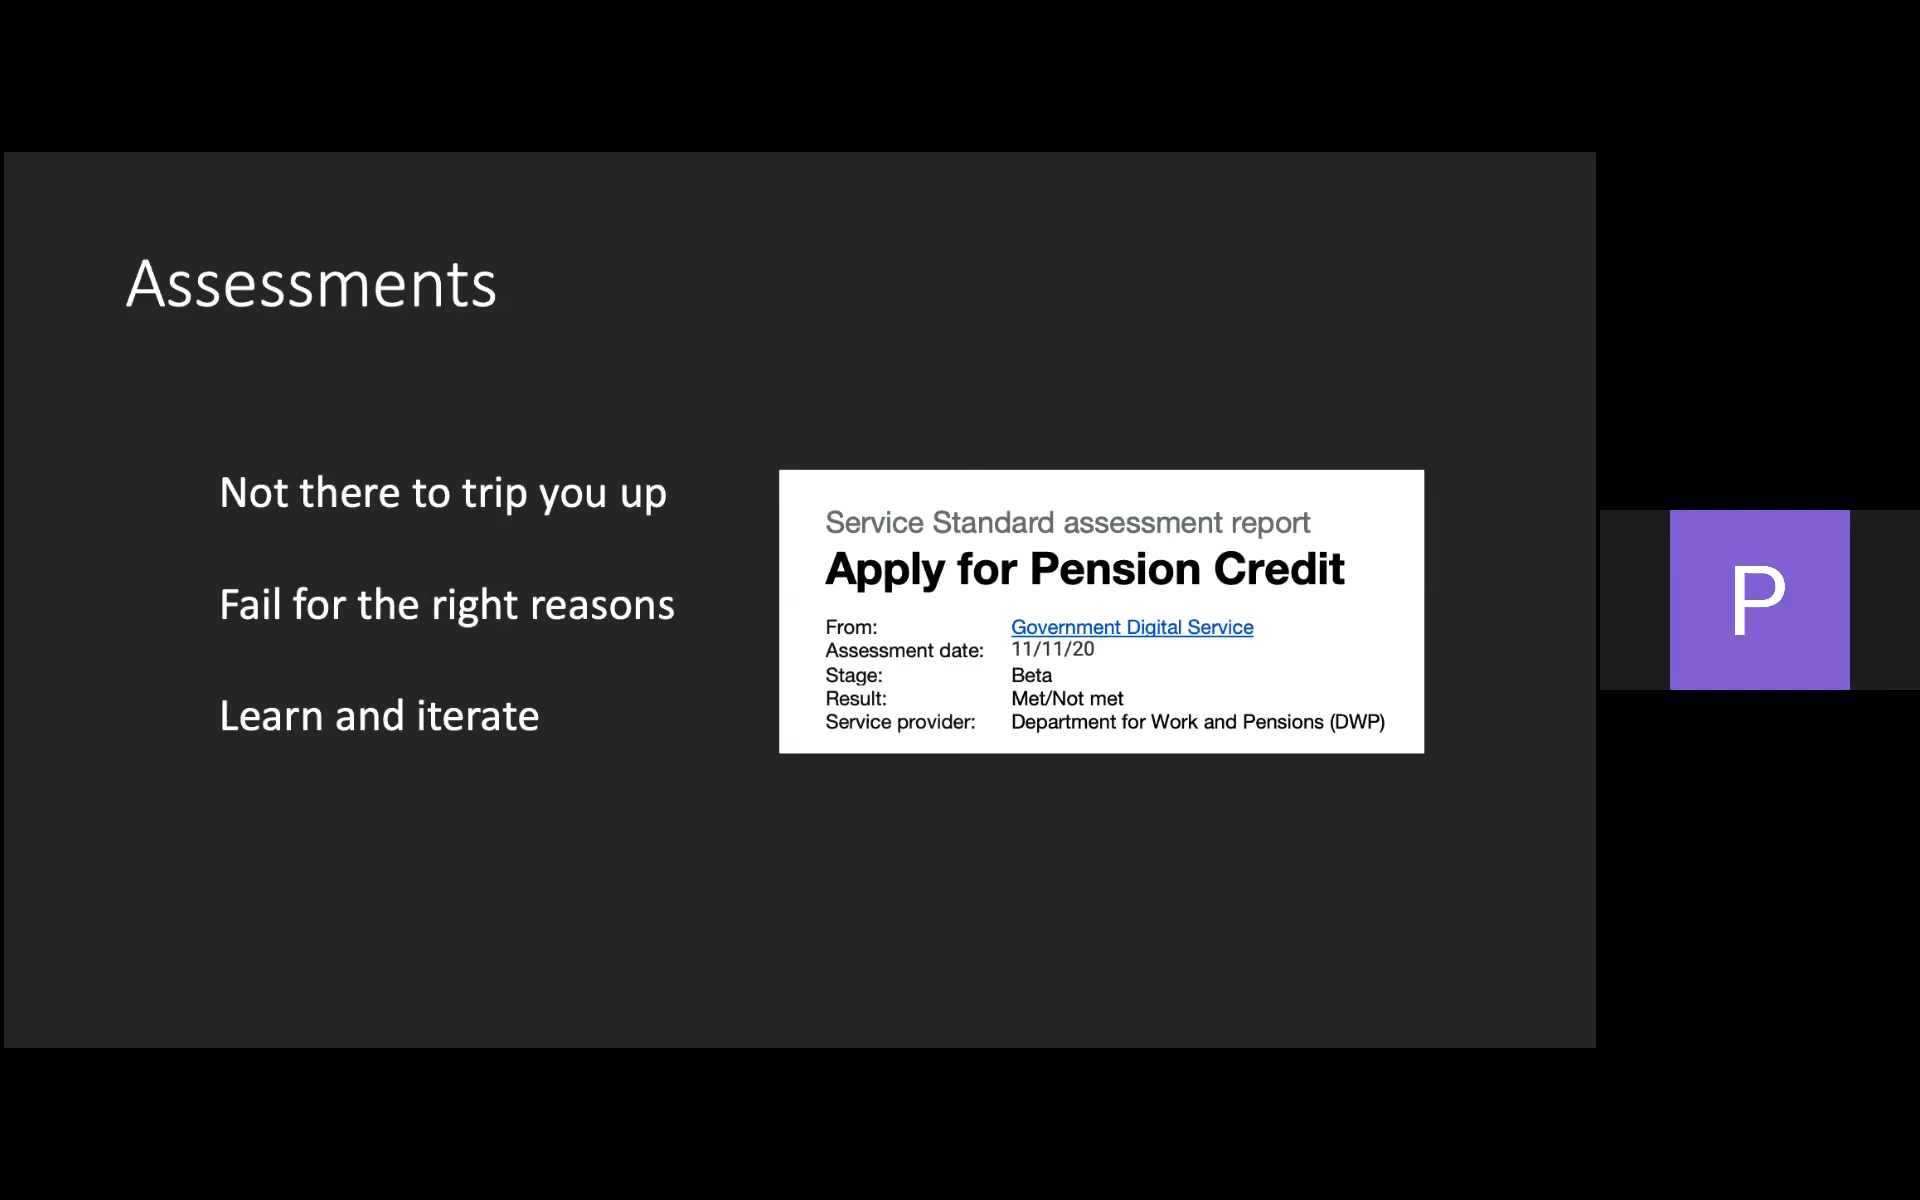 Assessments
Not there to trip you up
Fail for the right reasons
Learn and iterate
Service Standard assessment report
Apply for Pension Credit
From: Government Digital Service
Assessment date: 11/11/20
Stage: Beta
Result: Met/Not met
Service provider: Department for Work and Pensions (DWP)
P